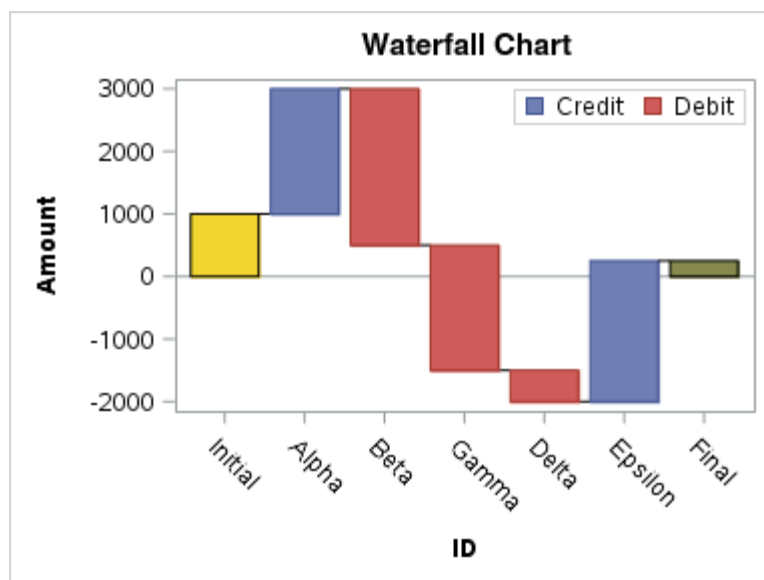 Waterfall Chart
Credit Debit
3000
2000
1000
0
-1000
-2000
Amount
Initial
Alpha
Beta
Gamma
Delta
Epsilon
Final
ID